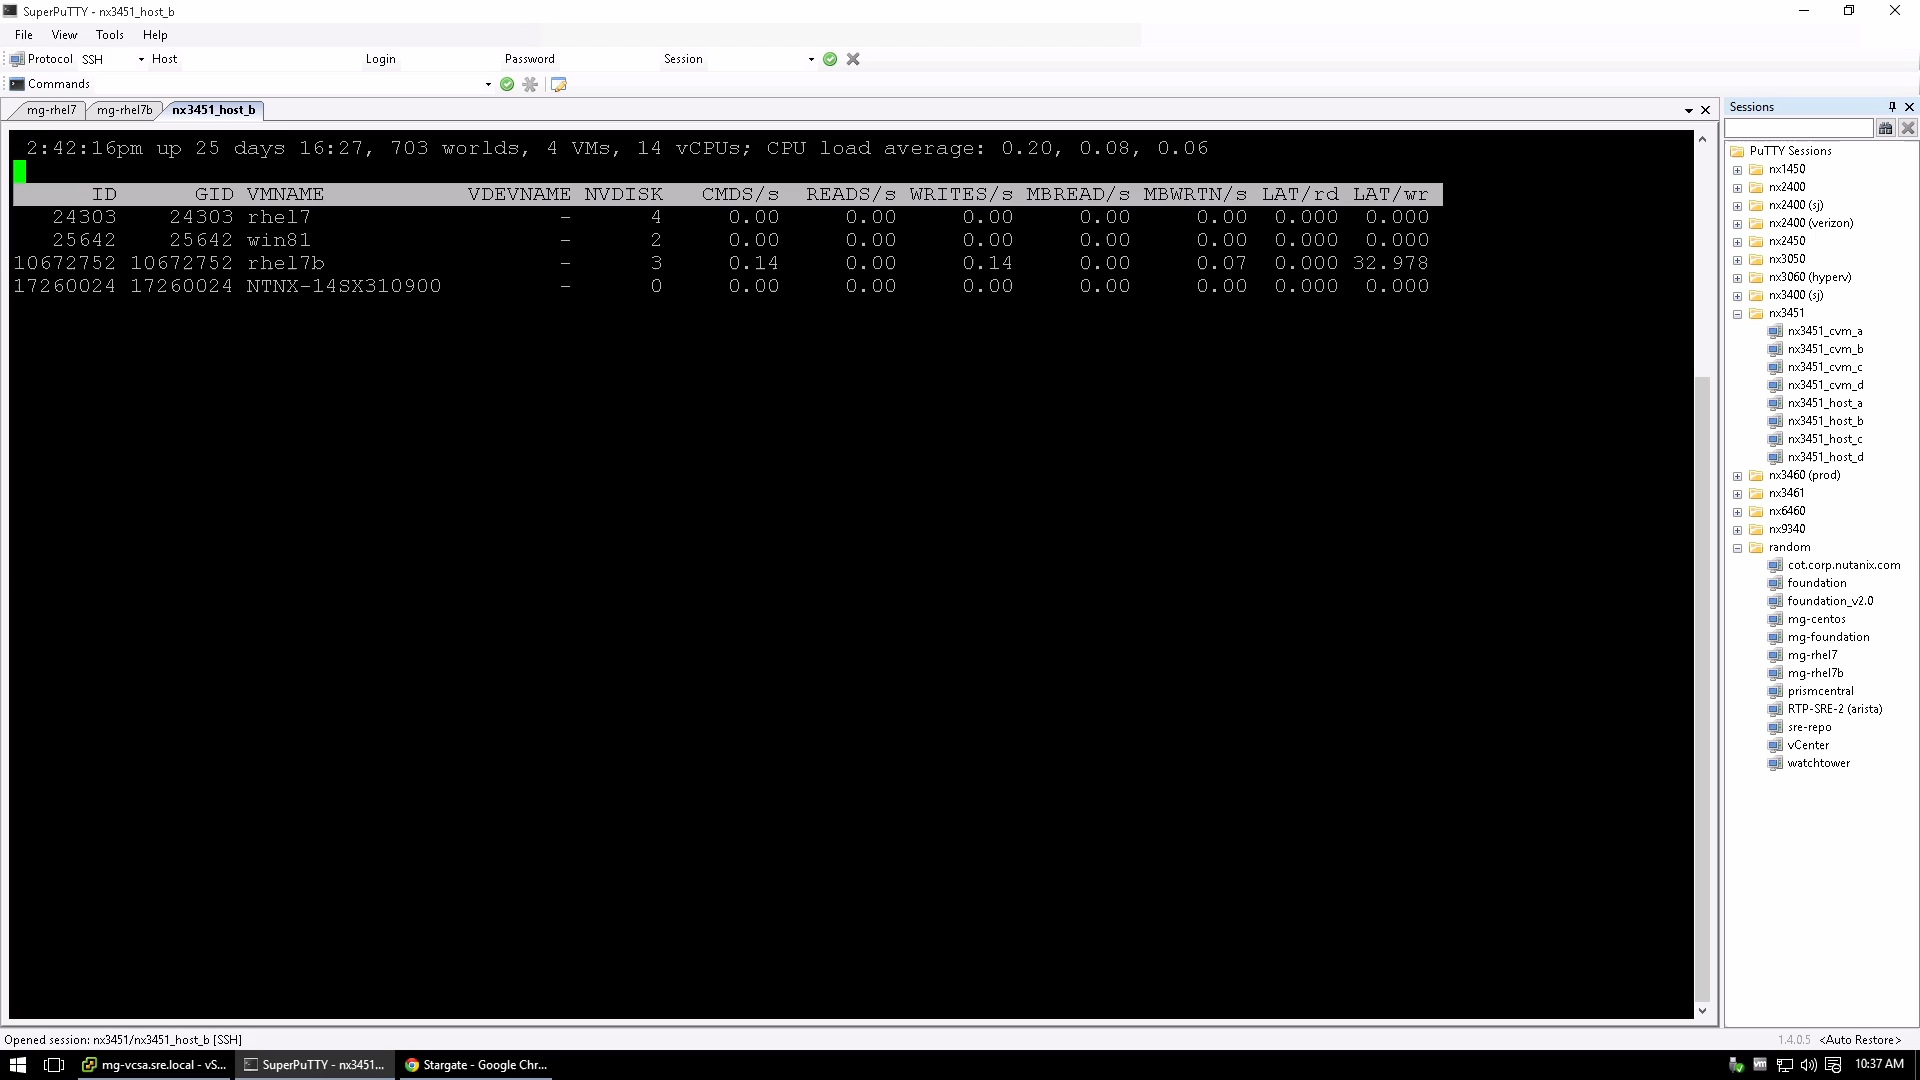 SuperPuTTY - nx3451_host_b
File View Tools Help
Protocol SSH Host Login Password Session
Commands
mg-rhel7 mg-rhel7b nx3451_host_b
2:42:16pm up 25 days 16:27, 703 worlds, 4 VMs, 14 vCPUs; CPU load average: 0.20, 0.08, 0.06
ID GID VMNAME VDEVNAME NVDISK CMDS/s READS/s WRITES/s MBREAD/s MBWRTN/s LAT/rd LAT/wr
24303 24303 rhel7 - 4 0.00 0.00 0.00 0.00 0.00 0.000 0.000
25642 25642 win81 - 2 0.00 0.00 0.00 0.00 0.00 0.000 0.000
10672752 10672752 rhel7b - 3 0.14 0.00 0.14 0.00 0.07 0.000 32.978
17260024 17260024 NTNX-14SX310900 - 0 0.00 0.00 0.00 0.00 0.00 0.000 0.000
Sessions
PuTTY Sessions
nx1450
nx2400
nx2400 (sj)
nx2400 (verizon)
nx2450
nx3050
nx3060 (hyperv)
nx3400 (sj)
nx3451
nx3451_cvm_a
nx3451_cvm_b
nx3451_cvm_c
nx3451_cvm_d
nx3451_host_a
nx3451_host_b
nx3451_host_c
nx3451_host_d
nx3460 (prod)
nx3461
nx6460
nx9340
random
cot.corp.nutanix.com
foundation
foundation_v2.0
mg-centos
mg-foundation
mg-rhel7
mg-rhel7b
prismcentral
RTP-SRE-2 (arista)
sre-repo
vCenter
watchtower
Opened session: nx3451/nx3451_host_b [SSH] 1.4.0.5 <Auto Restore>
mg-vcsa.sre.local - vS... SuperPuTTY - nx3451... Stargate - Google Chr... vm 10:37 AM